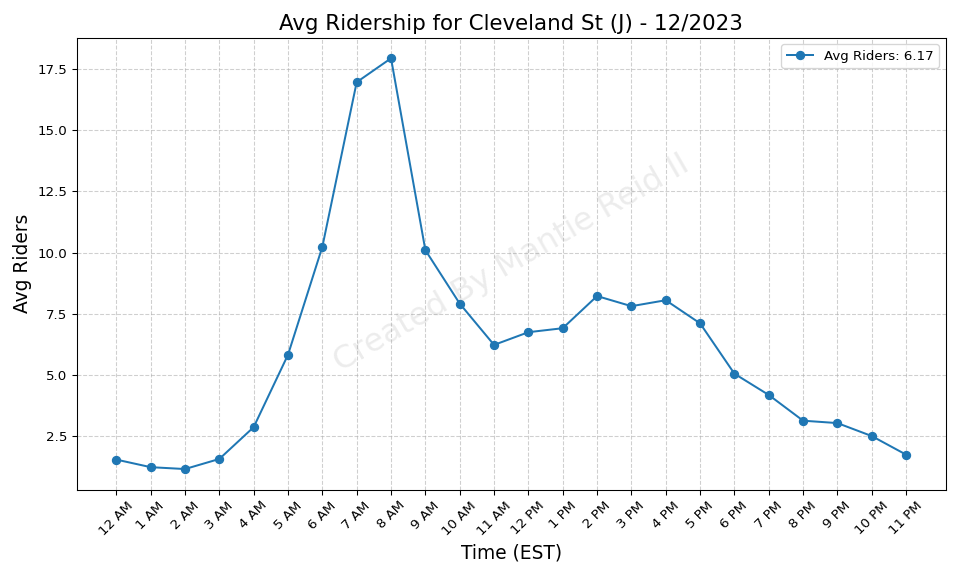 Avg Ridership for Cleveland St (J) - 12/2023
Avg Riders: 6.17
17.5
15.0
12.5
10.0
7.5
5.0
2.5
Avg Riders
Created By Mantie Reid II
12 AM
1 AM
2 AM
3 AM
4 AM
5 AM
6 AM
7 AM
8 AM
9 AM
10 AM
11 AM
12 PM
1 PM
2 PM
3 PM
4 PM
5 PM
6 PM
7 PM
8 PM
9 PM
10 PM
11 PM
Time (EST)